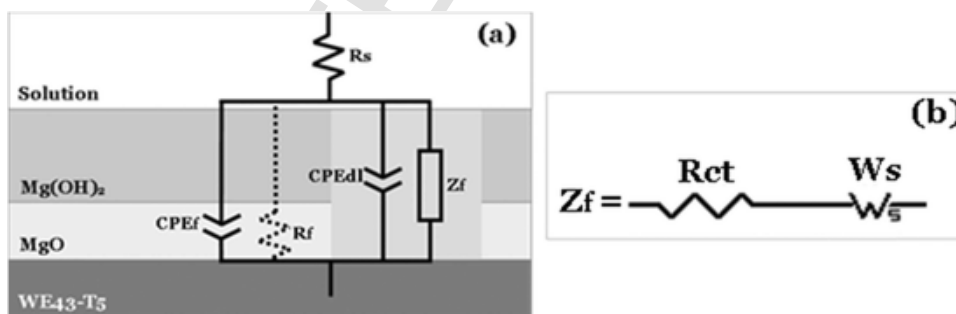 (a)
Rs
Solution
Mg(OH)₂
CPEdl
Zf
CPEf
Rf
MgO
WE43-T5
(b)
Rct
Ws
Zf =
W
s